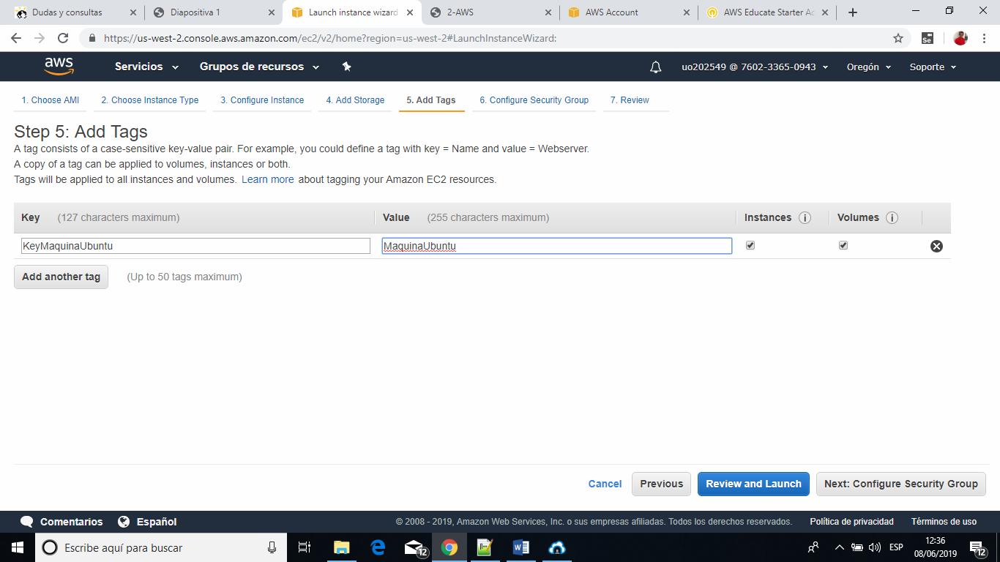 Dudas y consultas
Diapositiva 1
Launch instance wizard
2-AWS
AWS Account
AWS Educate Starter Ac
https://us-west-2.console.aws.amazon.com/ec2/v2/home?region=us-west-2#LaunchInstanceWizard:
Se
aws
Servicios
Grupos de recursos
uo202549 @ 7602-3365-0943
Oregón
Soporte
1. Choose AMI
2. Choose Instance Type
3. Configure Instance
4. Add Storage
5. Add Tags
6. Configure Security Group
7. Review
Step 5: Add Tags
A tag consists of a case-sensitive key-value pair. For example, you could define a tag with key = Name and value = Webserver.
A copy of a tag can be applied to volumes, instances or both.
Tags will be applied to all instances and volumes. Learn more about tagging your Amazon EC2 resources.
Key (127 characters maximum)
Value (255 characters maximum)
Instances
Volumes
KeyMaquinaUbuntu
MaquinaUbuntu
Add another tag
(Up to 50 tags maximum)
Cancel
Previous
Review and Launch
Next: Configure Security Group
Comentarios
Español
© 2008 - 2019, Amazon Web Services, Inc. o sus empresas afiliadas. Todos los derechos reservados.
Política de privacidad
Términos de uso
Escribe aquí para buscar
12
ESP
12:36
08/06/2019
12